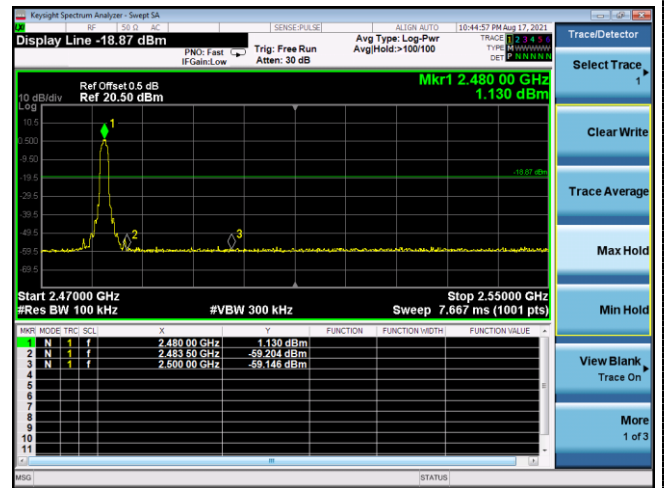 Keysight Spectrum Analyzer - Swept SA
RF 50 Ω AC SENSE:PULSE ALIGN AUTO 10:44:57 PM Aug 17, 2021
Display Line -18.87 dBm
Avg Type: Log-Pwr
TRACE 1 2 3 4 5 6
PNO: Fast Trig: Free Run Avg|Hold:>100/100 TYPE M WWWWW
IFGain:Low Atten: 30 dB DET P NNNNN
Ref Offset 0.5 dB Mkr1 2.480 00 GHz
10 dB/div Ref 20.50 dBm 1.130 dBm
Log
10.5
1
0.500
-9.50
-18.87 dBm
-19.5
-29.5
-39.5
-49.5
2 3
-59.5
-69.5
Start 2.47000 GHz Stop 2.55000 GHz
#Res BW 100 kHz #VBW 300 kHz Sweep 7.667 ms (1001 pts)
MKR MODE TRC SCL X Y FUNCTION FUNCTION WIDTH FUNCTION VALUE
1 N 1 f 2.480 00 GHz 1.130 dBm
2 N 1 f 2.483 50 GHz -59.204 dBm
3 N 1 f 2.500 00 GHz -59.146 dBm
4
5
6
7
8
9
10
11
MSG STATUS
Trace/Detector
Select Trace
1
Clear Write
Trace Average
Max Hold
Min Hold
View Blank
Trace On
More
1 of 3